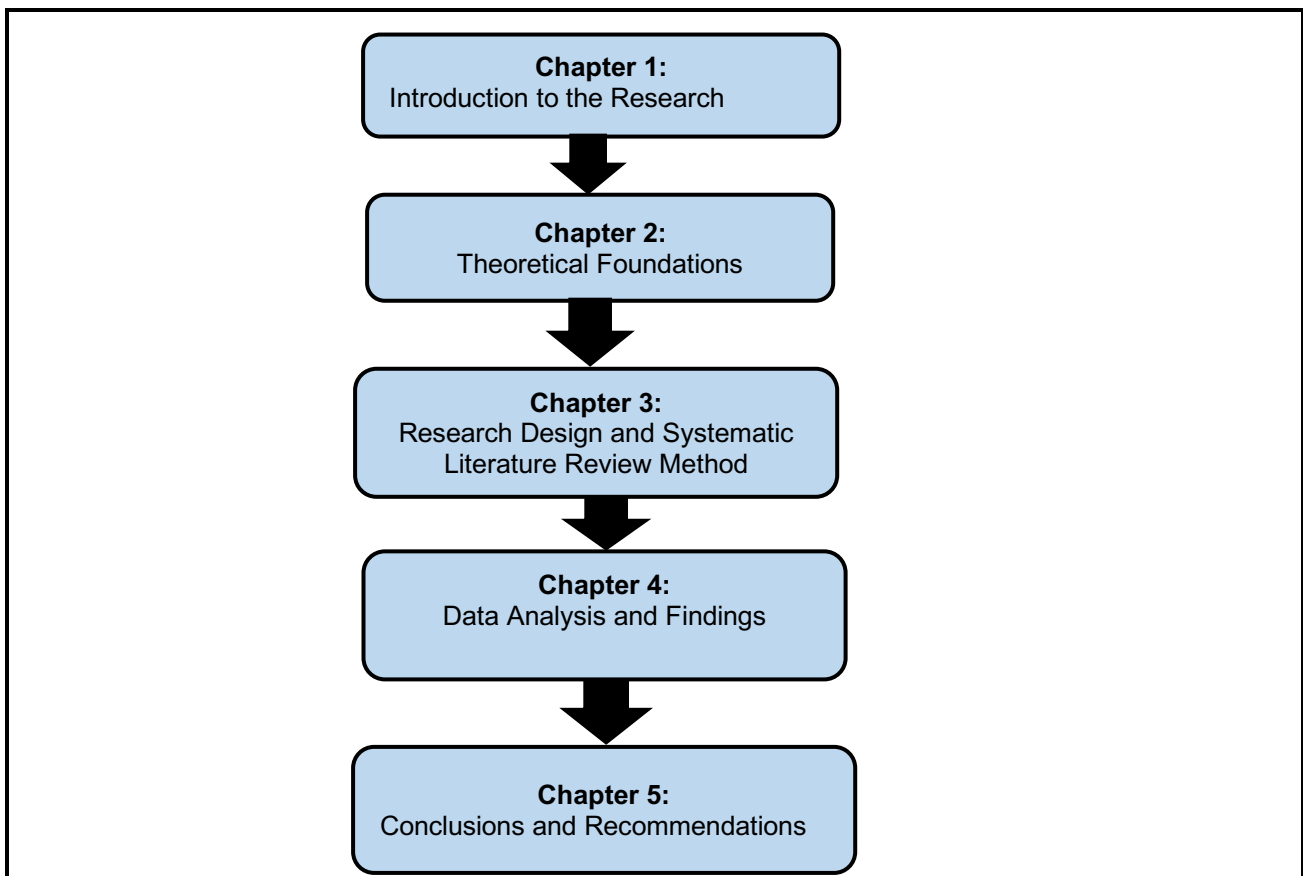 Chapter 1:
Introduction to the Research
Chapter 2:
Theoretical Foundations
Chapter 3:
Research Design and Systematic
Literature Review Method
Chapter 4:
Data Analysis and Findings
Chapter 5:
Conclusions and Recommendations